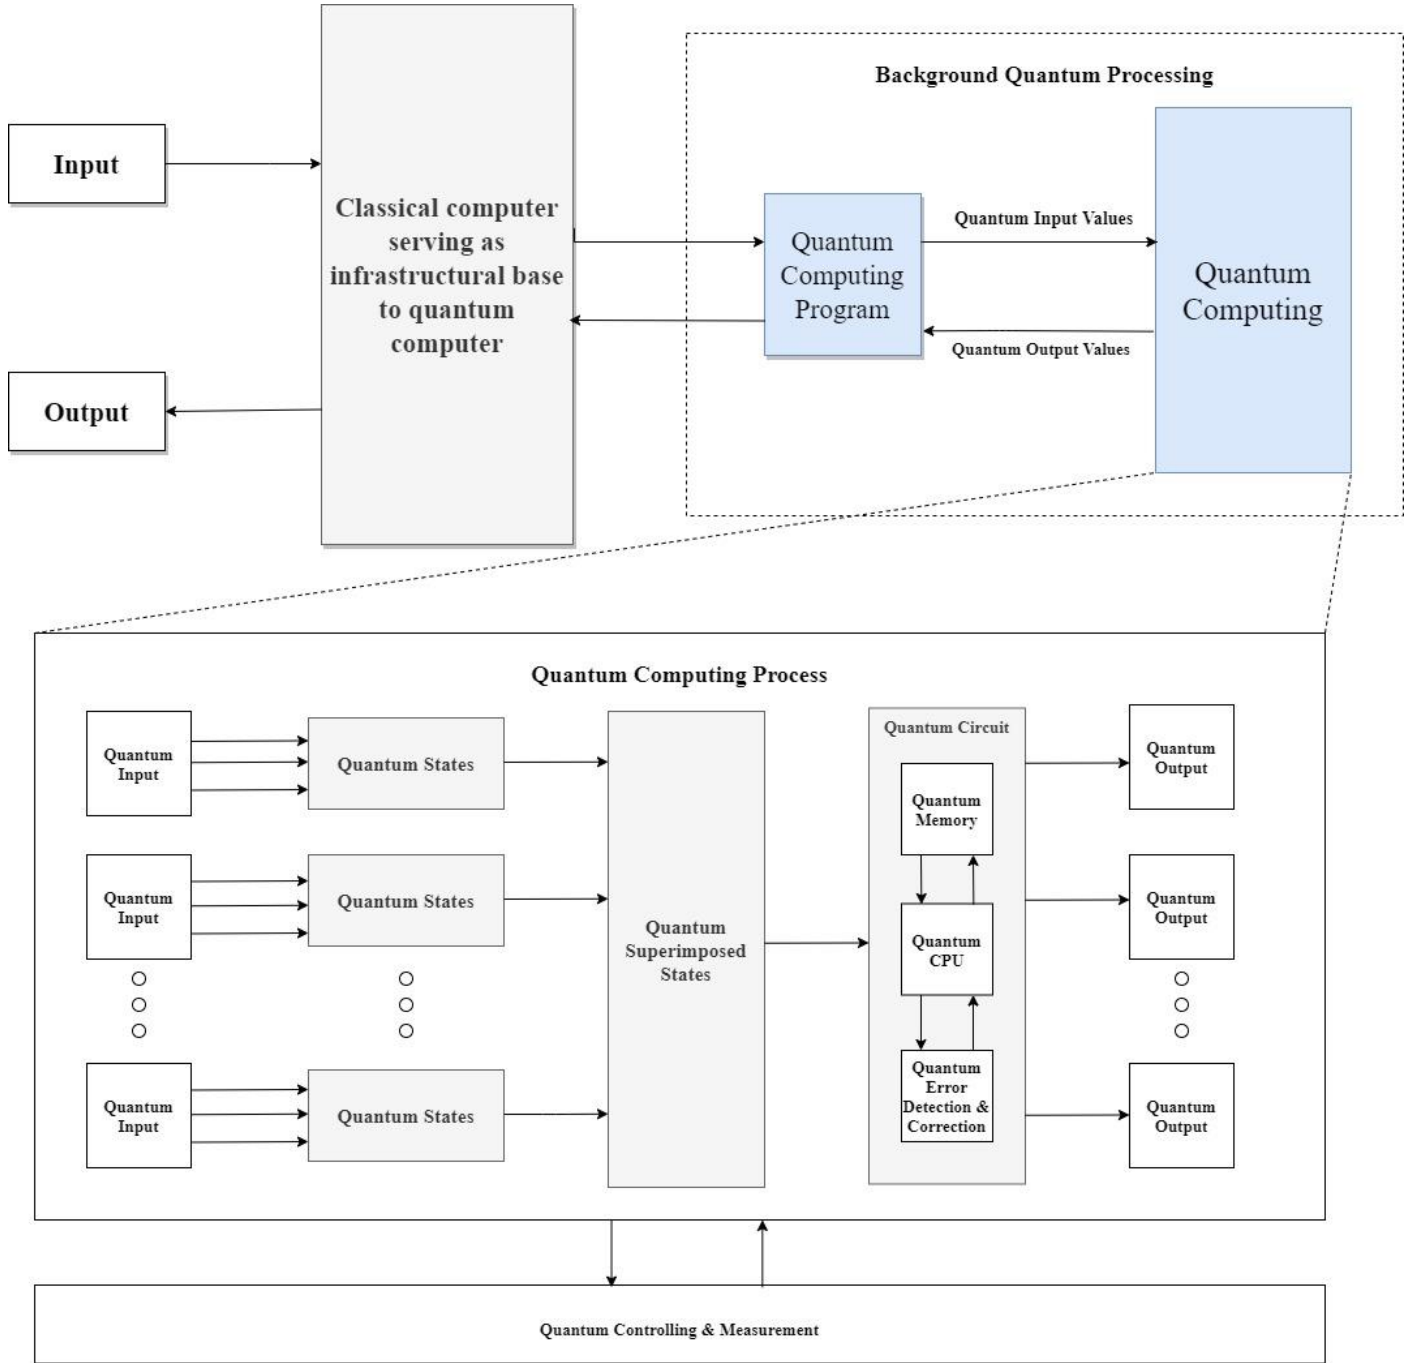 Background Quantum Processing
Input
Classical computer
serving as
infrastructural base
to quantum
computer
Output
Quantum
Computing
Program
Quantum Input Values
Quantum Output Values
Quantum
Computing
Quantum Computing Process
Quantum
Input
Quantum States
Quantum
Input
Quantum States
Quantum
Input
Quantum States
Quantum
Superimposed
States
Quantum Circuit
Quantum
Memory
Quantum
CPU
Quantum
Error
Detection &
Correction
Quantum
Output
Quantum
Output
Quantum
Output
Quantum Controlling & Measurement